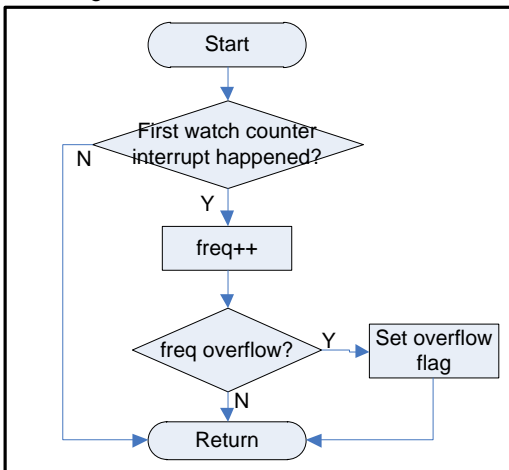 Start
First watch counter
interrupt happened?
N
Y
freq++
freq overflow?
Y
Set overflow
flag
N
Return